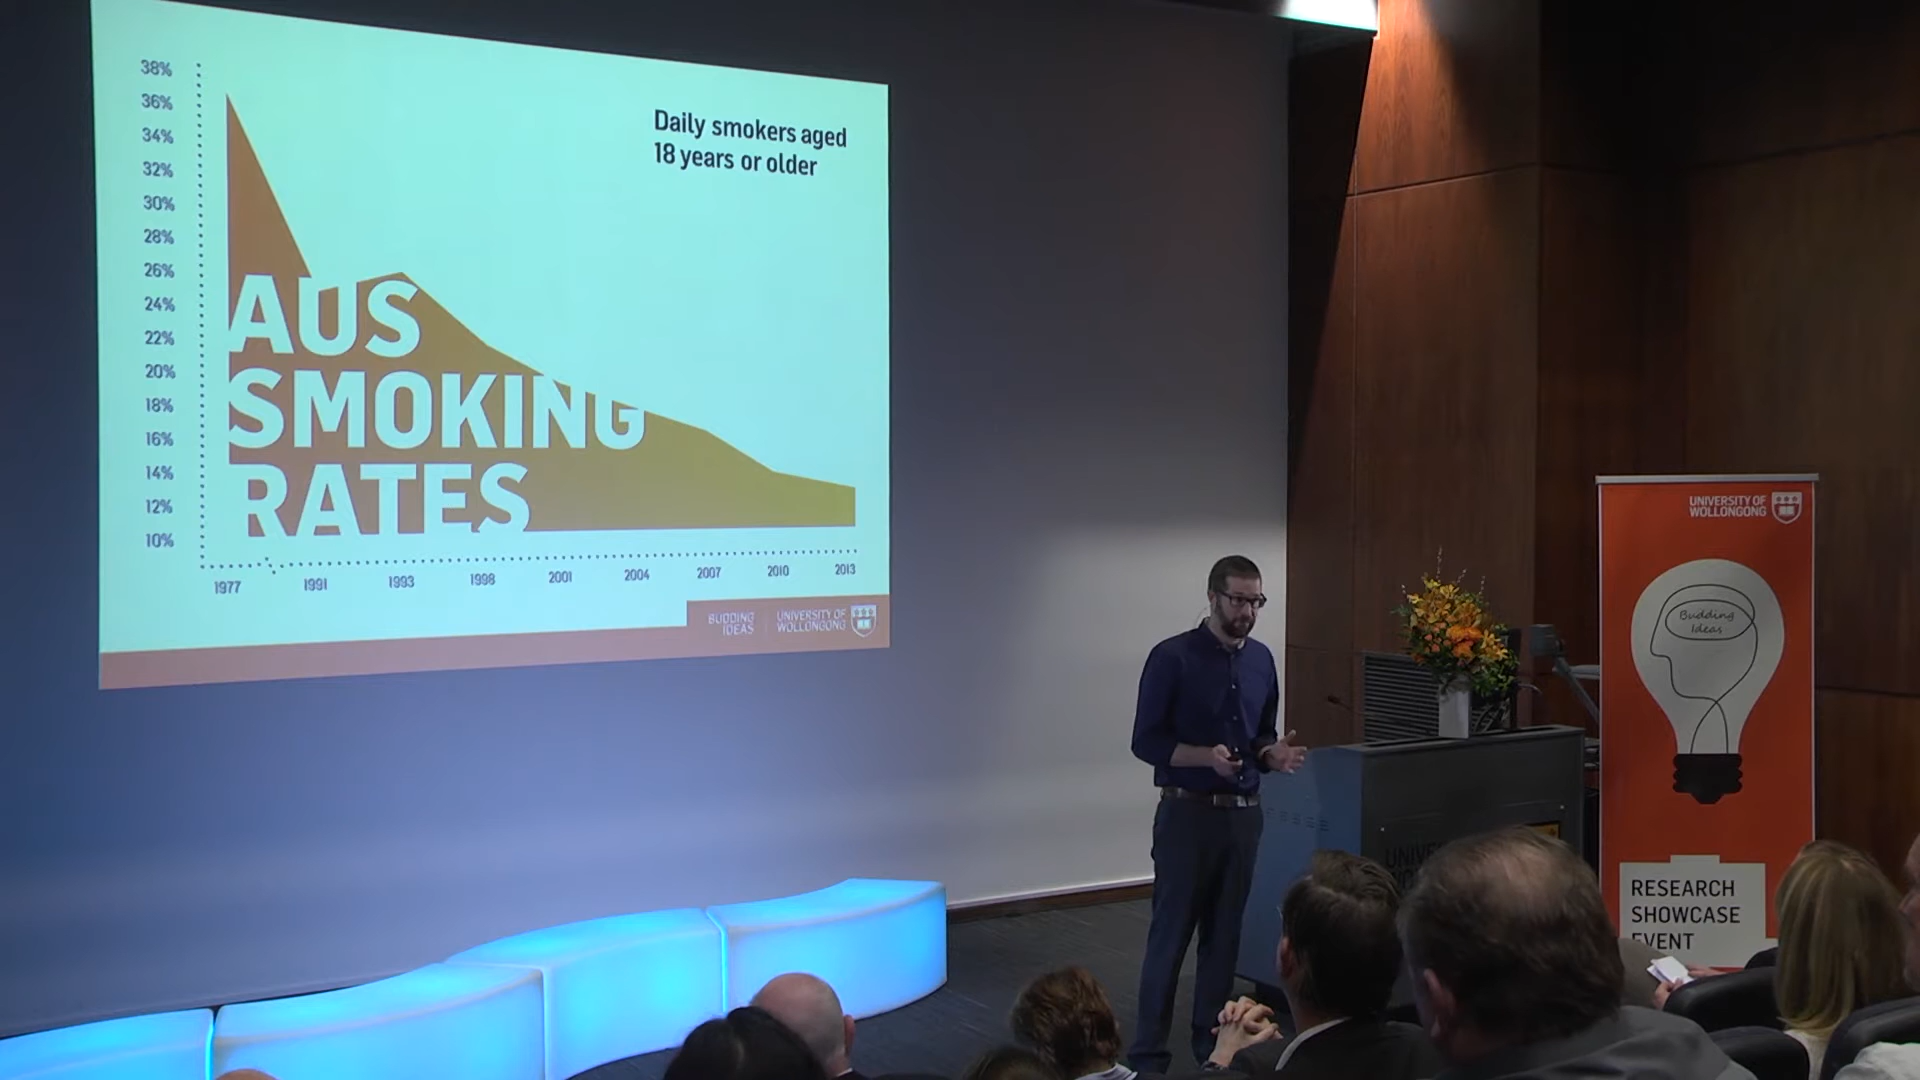 38%
36%
34%
32%
30%
28%
26%
24%
22%
20%
18%
16%
14%
12%
10%
Daily smokers aged
18 years or older
AUS
SMOKING
RATES
1977
1991
1993
1998
2001
2004
2007
2010
2013
BUDDING
IDEAS
UNIVERSITY OF
WOLLONGONG
UNIVERSITY OF
WOLLONGONG
Budding
Ideas
RESEARCH
SHOWCASE
EVENT